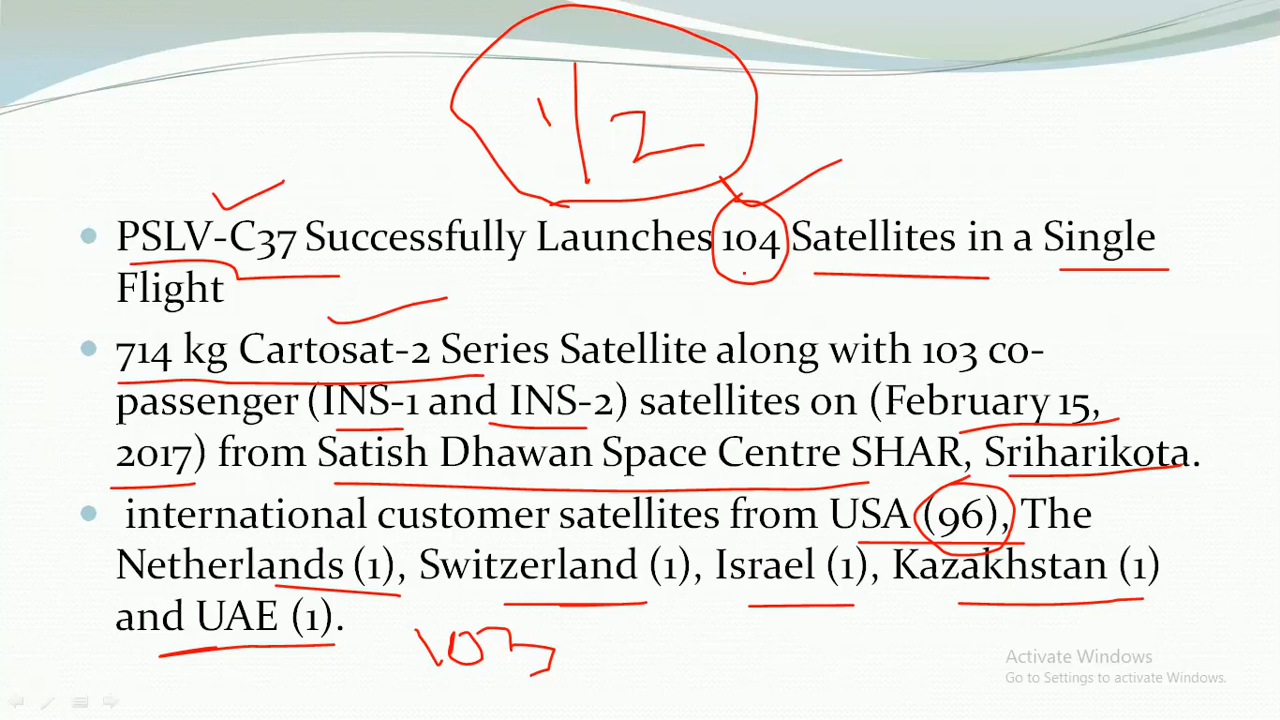 1/2
PSLV-C37 Successfully Launches 104 Satellites in a Single
Flight
714 kg Cartosat-2 Series Satellite along with 103 co-
passenger (INS-1 and INS-2) satellites on (February 15,
2017) from Satish Dhawan Space Centre SHAR, Sriharikota.
international customer satellites from USA (96), The
Netherlands (1), Switzerland (1), Israel (1), Kazakhstan (1)
and UAE (1).
103
Activate Windows
Go to Settings to activate Windows.